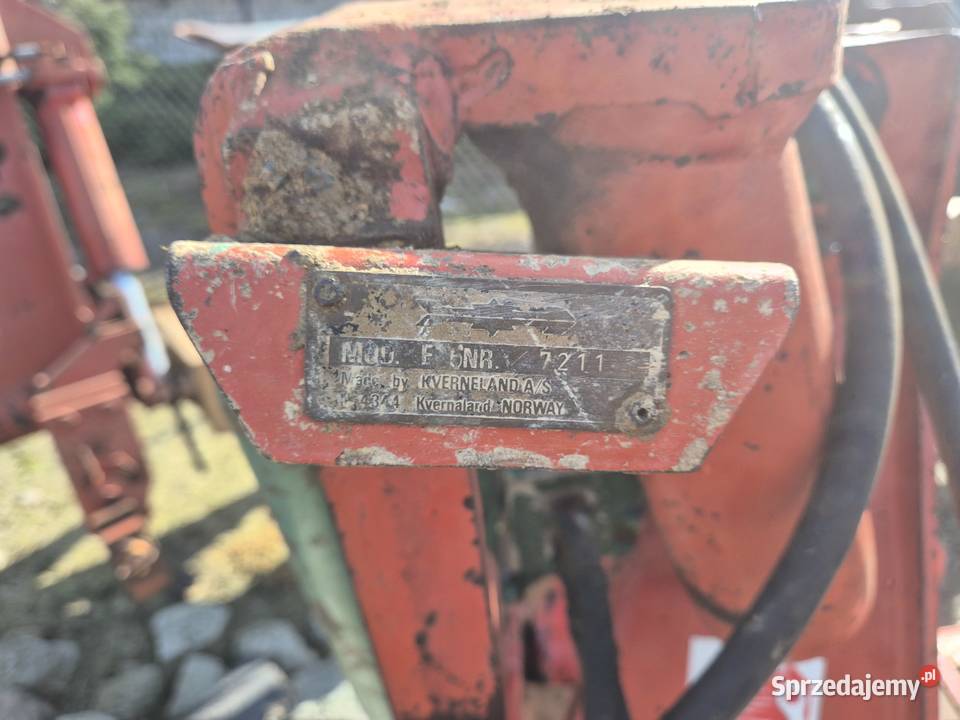 MOD. E 6NR. 7211
Made by KVERNELAND A/S
4344 Kvernaland NORWAY
Sprzedajemy.pl